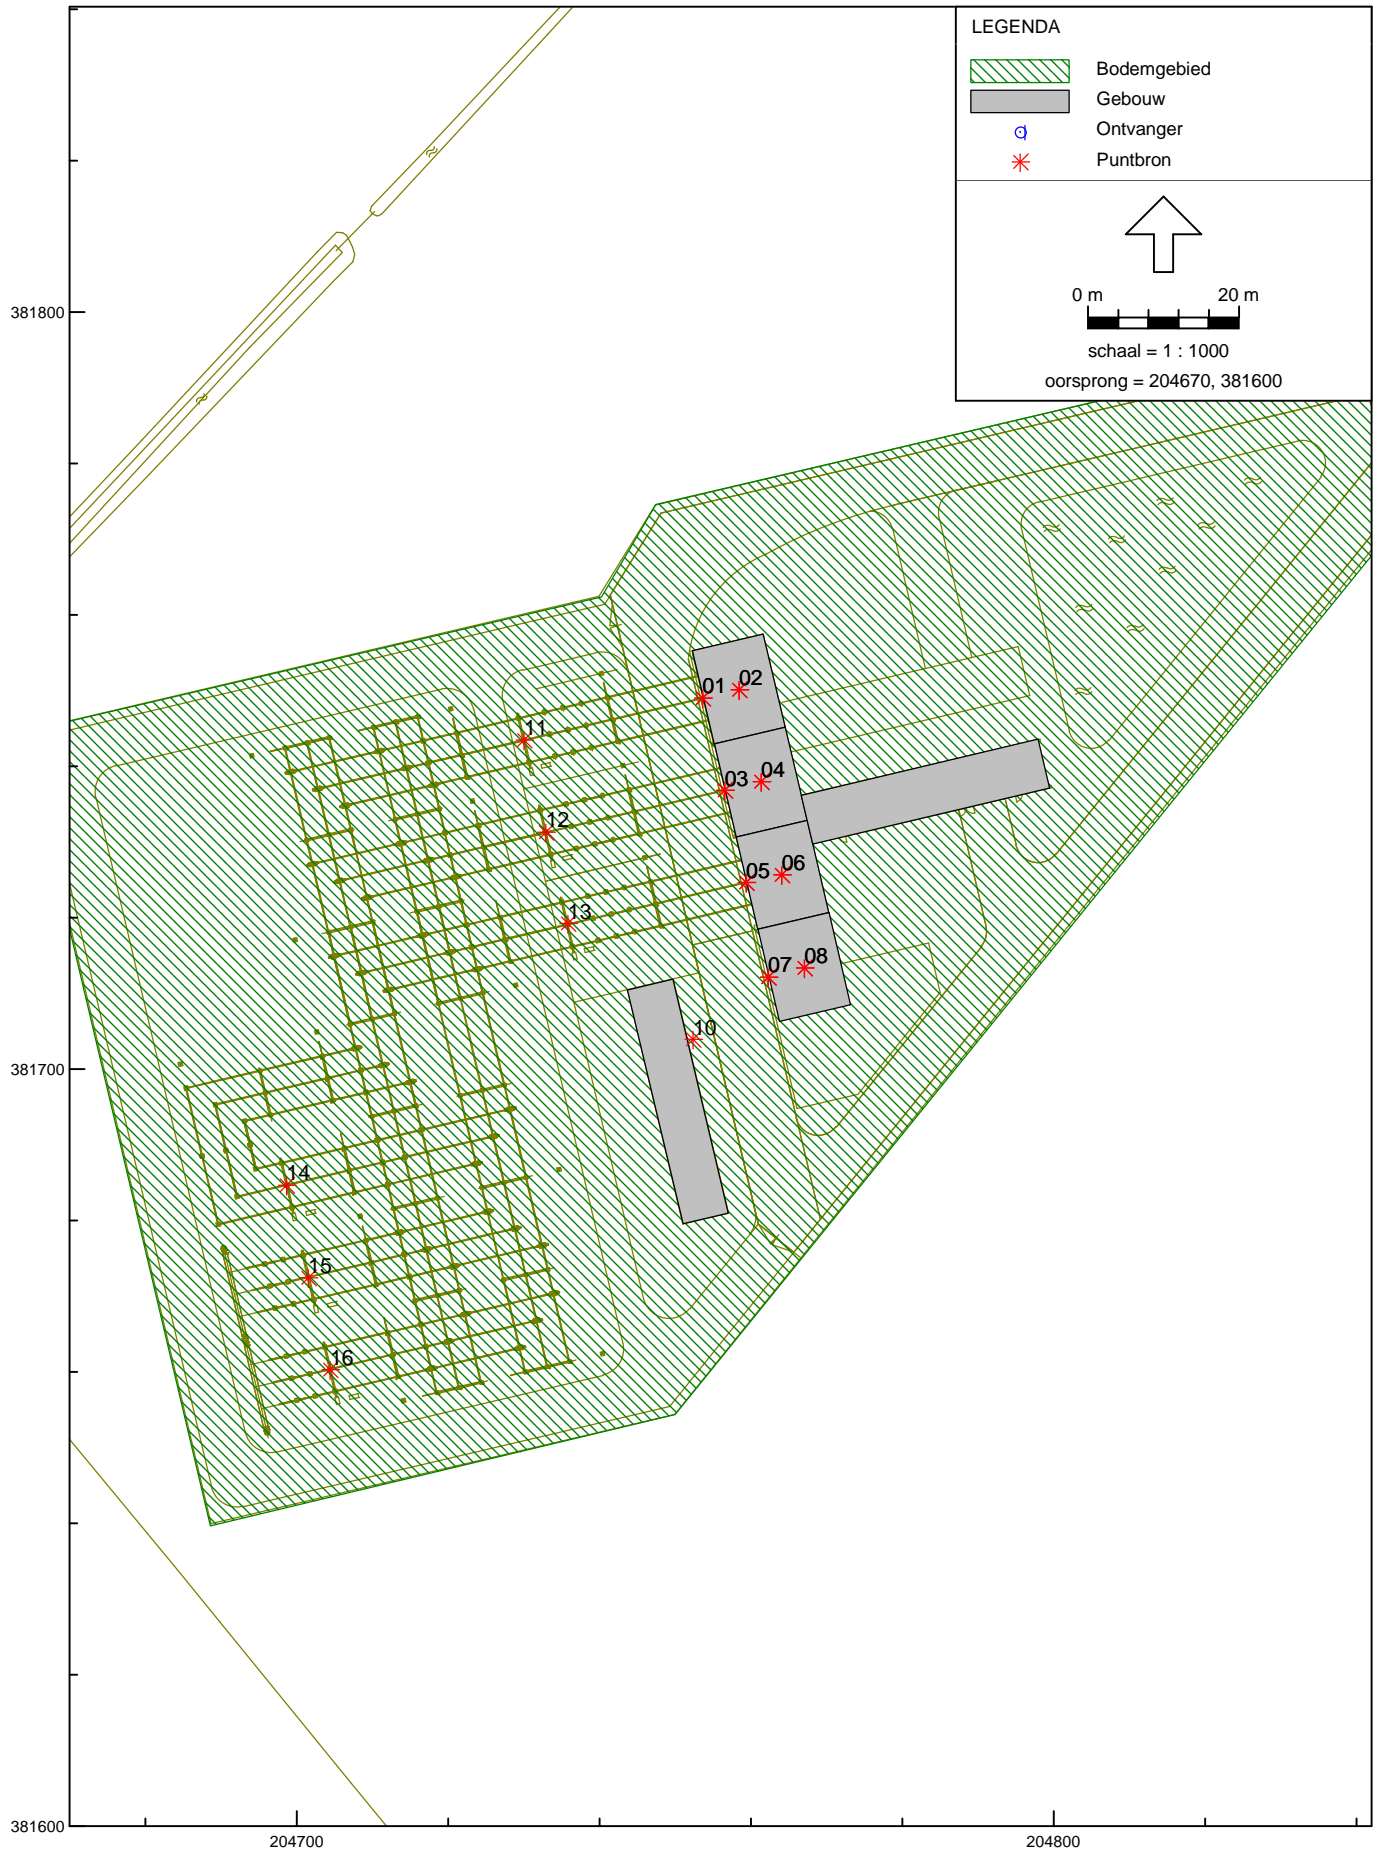 LEGENDA
Bodemgebied
Gebouw
Ontvanger
Puntbron
0 m 20 m
schaal = 1 : 1000
oorsprong = 204670, 381600
381800
01 02
11
03 04
12
05 06
13
07 08
10
381700
14
15
16
381600
204700 204800